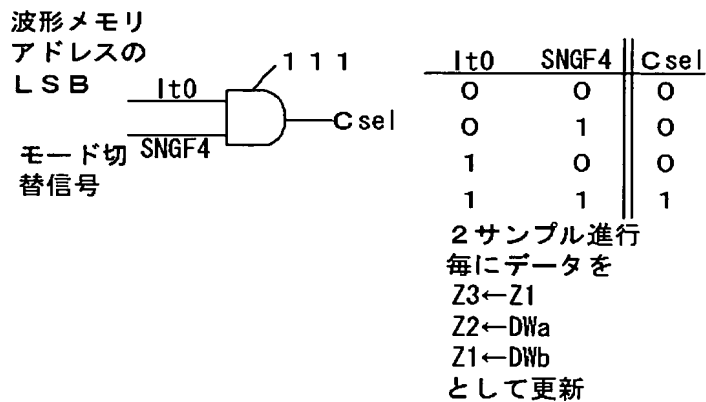 波形メモリ
アドレスの
LSB
It0
111
Csel
モード切
替信号
SNGF4
It0 SNGF4 Csel
0 0 0
0 1 0
1 0 0
1 1 1
2サンプル進行
毎にデータを
Z3←Z1
Z2←DWa
Z1←DWb
として更新